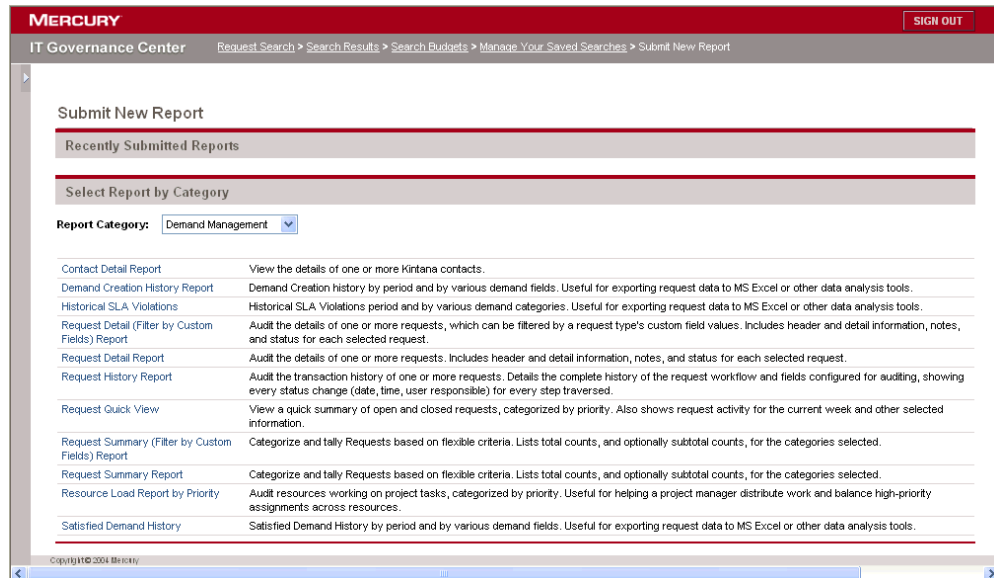 MERCURY
SIGN OUT
IT Governance Center
Request Search > Search Results > Search Budgets > Manage Your Saved Searches > Submit New Report
Submit New Report
Recently Submitted Reports
Select Report by Category
Report Category: Demand Management
Contact Detail Report
View the details of one or more Kintana contacts.
Demand Creation History Report
Demand Creation history by period and by various demand fields. Useful for exporting request data to MS Excel or other data analysis tools.
Historical SLA Violations
Historical SLA Violations period and by various demand categories. Useful for exporting request data to MS Excel or other data analysis tools.
Request Detail (Filter by Custom
Fields) Report
Audit the details of one or more requests, which can be filtered by a request type's custom field values. Includes header and detail information, notes,
and status for each selected request.
Request Detail Report
Audit the details of one or more requests. Includes header and detail information, notes, and status for each selected request.
Request History Report
Audit the transaction history of one or more requests. Details the complete history of the request workflow and fields configured for auditing, showing
every status change (date, time, user responsible) for every step traversed.
Request Quick View
View a quick summary of open and closed requests, categorized by priority. Also shows request activity for the current week and other selected
information.
Request Summary (Filter by Custom
Fields) Report
Categorize and tally Requests based on flexible criteria. Lists total counts, and optionally subtotal counts, for the categories selected.
Request Summary Report
Categorize and tally Requests based on flexible criteria. Lists total counts, and optionally subtotal counts, for the categories selected.
Resource Load Report by Priority
Audit resources working on project tasks, categorized by priority. Useful for helping a project manager distribute work and balance high-priority
assignments across resources.
Satisfied Demand History
Satisfied Demand History by period and by various demand fields. Useful for exporting request data to MS Excel or other data analysis tools.
Copyright © 2004 Mercury